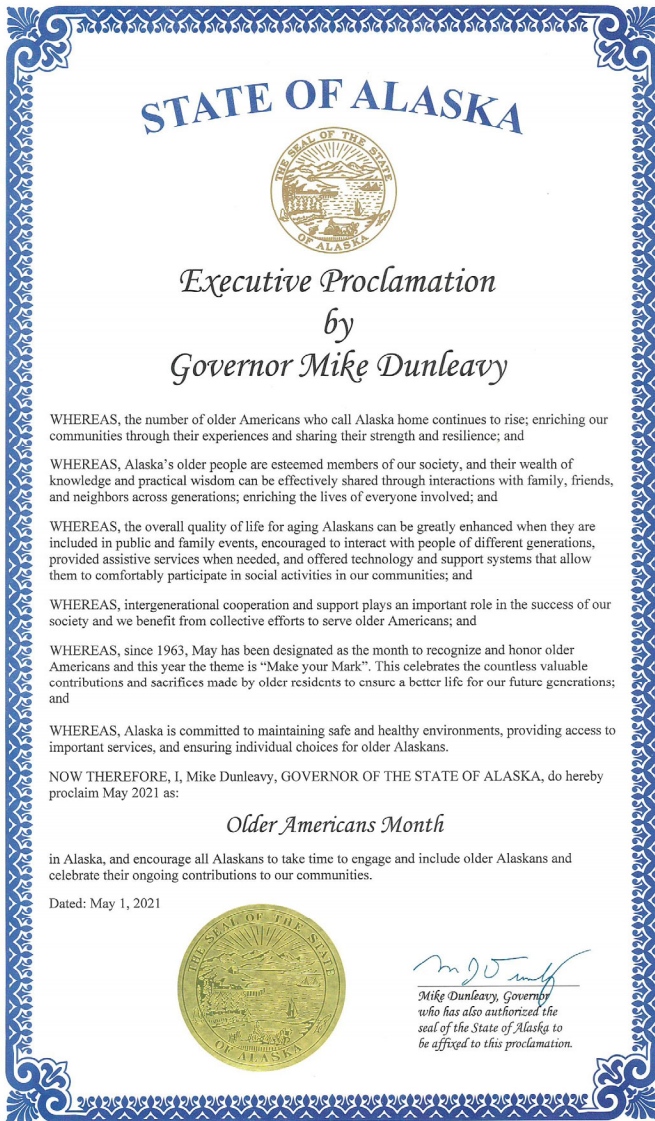 STATE OF ALASKA
THE SEAL OF THE STATE
OF ALASKA
Executive Proclamation
by
Governor Mike Dunleavy
WHEREAS, the number of older Americans who call Alaska home continues to rise; enriching our
communities through their experiences and sharing their strength and resilience; and
WHEREAS, Alaska's older people are esteemed members of our society, and their wealth of
knowledge and practical wisdom can be effectively shared through interactions with family, friends,
and neighbors across generations; enriching the lives of everyone involved; and
WHEREAS, the overall quality of life for aging Alaskans can be greatly enhanced when they are
included in public and family events, encouraged to interact with people of different generations,
provided assistive services when needed, and offered technology and support systems that allow
them to comfortably participate in social activities in our communities; and
WHEREAS, intergenerational cooperation and support plays an important role in the success of our
society and we benefit from collective efforts to serve older Americans; and
WHEREAS, since 1963, May has been designated as the month to recognize and honor older
Americans and this year the theme is “Make your Mark”. This celebrates the countless valuable
contributions and sacrifices made by older residents to ensure a better life for our future generations;
and
WHEREAS, Alaska is committed to maintaining safe and healthy environments, providing access to
important services, and ensuring individual choices for older Alaskans.
NOW THEREFORE, I, Mike Dunleavy, GOVERNOR OF THE STATE OF ALASKA, do hereby
proclaim May 2021 as:
Older Americans Month
in Alaska, and encourage all Alaskans to take time to engage and include older Alaskans and
celebrate their ongoing contributions to our communities.
Dated: May 1, 2021
THE SEAL OF THE STATE
OF ALASKA
Mike Dunleavy, Governor
who has also authorized the
seal of the State of Alaska to
be affixed to this proclamation.